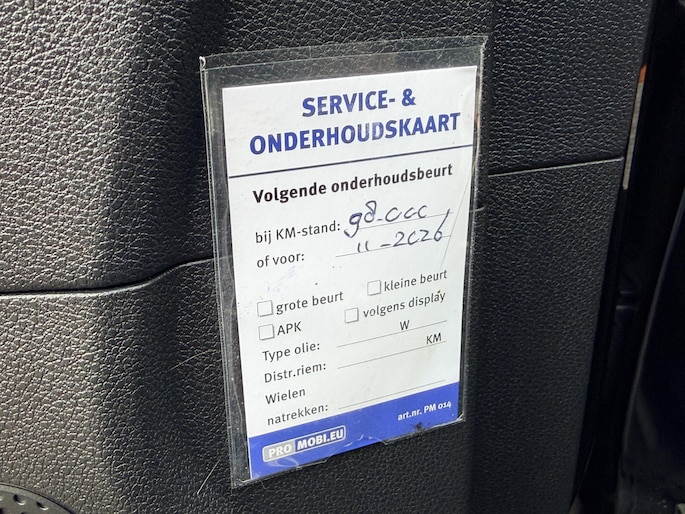 SERVICE- &
ONDERHOUDSKAART
Volgende onderhoudsbeurt
bij KM-stand: 98.000
of voor: 11-2026
grote beurt kleine beurt
APK volgens display
Type olie: W
Distr.riem: KM
Wielen
natrekken:
PRO MOBI.EU art.nr. PM 014